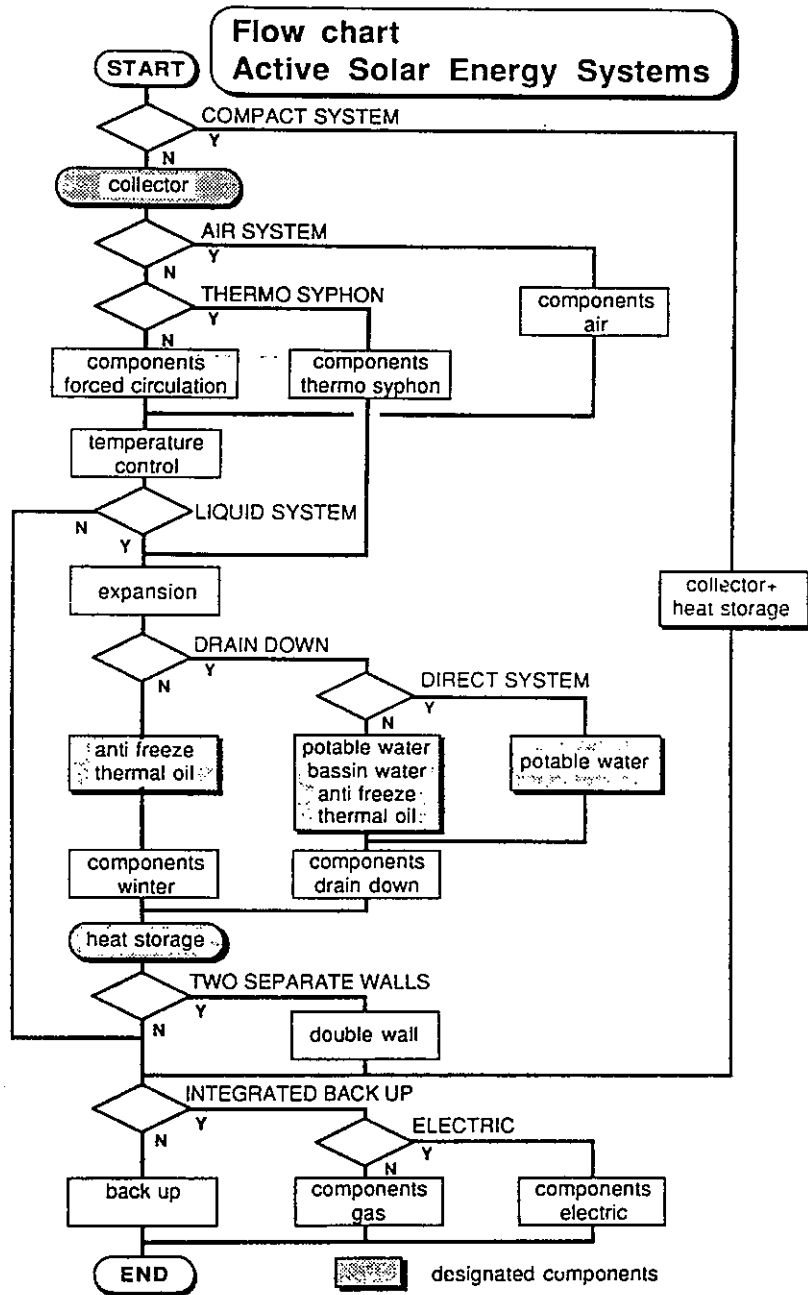 Flow chart
Active Solar Energy Systems
START
COMPACT SYSTEM
Y
N
collector
AIR SYSTEM
Y
N
THERMO SYPHON
Y
N
components
air
components
forced circulation
components
thermo syphon
temperature
control
LIQUID SYSTEM
N
Y
expansion
collector+
heat storage
DRAIN DOWN
Y
N
DIRECT SYSTEM
Y
N
anti freeze
thermal oil
potable water
bassin water
anti freeze
thermal oil
potable water
components
winter
components
drain down
heat storage
TWO SEPARATE WALLS
Y
N
double wall
INTEGRATED BACK UP
Y
N
ELECTRIC
Y
N
back up
components
gas
components
electric
END
designated components